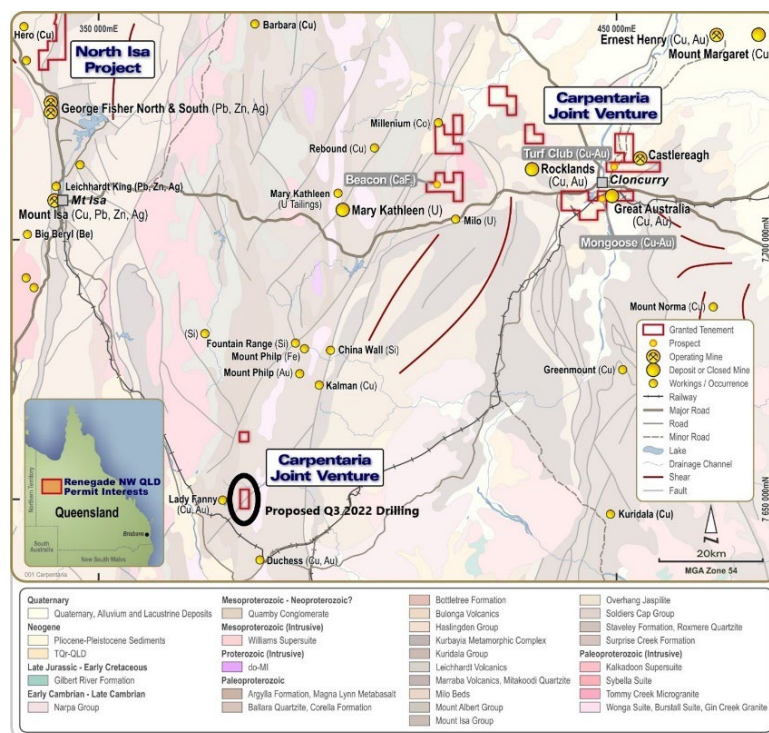 350 000mE
450 000mE
Hero (Cu)
Barbara (Cu)
Ernest Henry (Cu, Au)
Mount Margaret (Cu
North Isa
Project
George Fisher North & South (Pb, Zn, Ag)
Carpentaria
Joint Venture
Millenium (Co)
Rebound (Cu)
Turf Club (Cu-Au)
Castlereagh
Beacon (CaF
Rocklands
(Cu, Au)
Cloncurry
Leichhardt King (Pb, Zn, Ag)
Mt Isa
Mount Isa (Cu, Pb, Zn, Ag)
Mary Kathleen
(U Tailings)
Mary Kathleen (U)
Milo (U)
Great Australia
(Cu, Au)
Big Beryl (Be)
Mongoose (Cu-Au)
7,700 000mN
Mount Norma (Cu)
(Si)
Fountain Range (Si)
Mount Philp (Fe)
China Wall (Si)
Mount Philp (Au)
Kalman (Cu)
Greenmount (Cu)
Granted Tenement
Prospect
Operating Mine
Deposit or Closed Mine
Workings / Occurrence
Railway
Major Road
Road
Minor Road
Lake
Drainage Channel
Shear
Fault
Carpentaria
Joint Venture
Lady Fanny
(Cu, Au)
Proposed Q3 2022 Drilling
7 650 000mN
Kuridala (Cu)
Duchess (Cu, Au)
Renegade NW QLD
Permit Interests
Northern Territory
Queensland
Brisbane
South
Australia
New South Wales
001 Carpentaria
20km
MGA Zone 54
Quaternary
Quaternary, Alluvium and Lacustrine Deposits
Neogene
Pliocene-Pleistocene Sediments
TQr-QLD
Late Jurassic - Early Cretaceous
Gilbert River Formation
Early Cambrian - Late Cambrian
Narpa Group
Mesoproterozoic - Neoproterozoic?
Quamby Conglomerate
Mesoproterozoic (Intrusive)
Williams Supersuite
Proterozoic (Intrusive)
do-MI
Paleoproterozoic
Argylla Formation, Magna Lynn Metabasalt
Ballara Quartzite, Corella Formation
Bottletree Formation
Bulonga Volcanics
Haslingden Group
Kurbayia Metamorphic Complex
Kuridala Group
Leichhardt Volcanics
Marraba Volcanics, Mitakoodi Quartzite
Milo Beds
Mount Albert Group
Mount Isa Group
Overhang Jaspilite
Soldiers Cap Group
Staveley Formation, Roxmere Quartzite
Surprise Creek Formation
Paleoproterozoic (Intrusive)
Kalkadoon Supersuite
Sybella Suite
Tommy Creek Microgranite
Wonga Suite, Burstall Suite, Gin Creek Granite